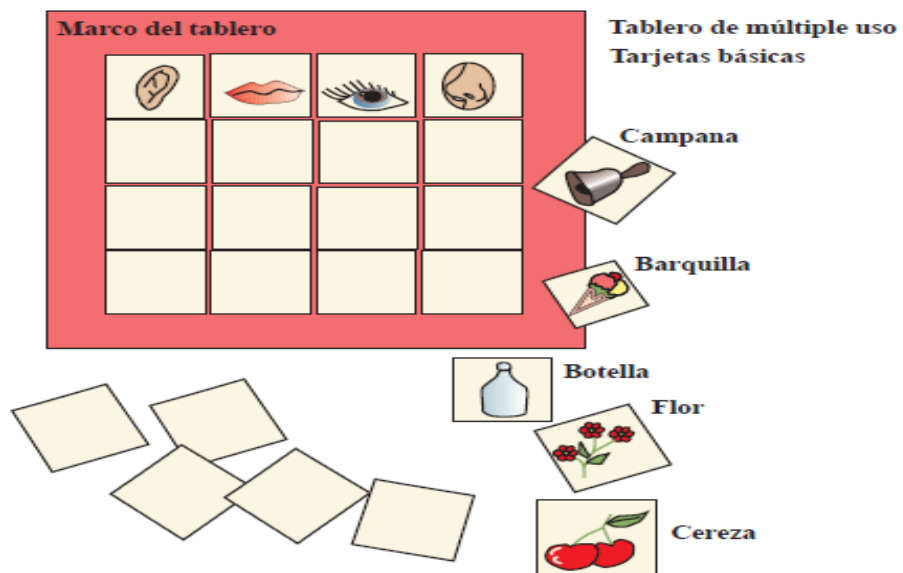 Marco del tablero
Tablero de múltiple uso
Tarjetas básicas
Campana
Barquilla
Botella
Flor
Cereza